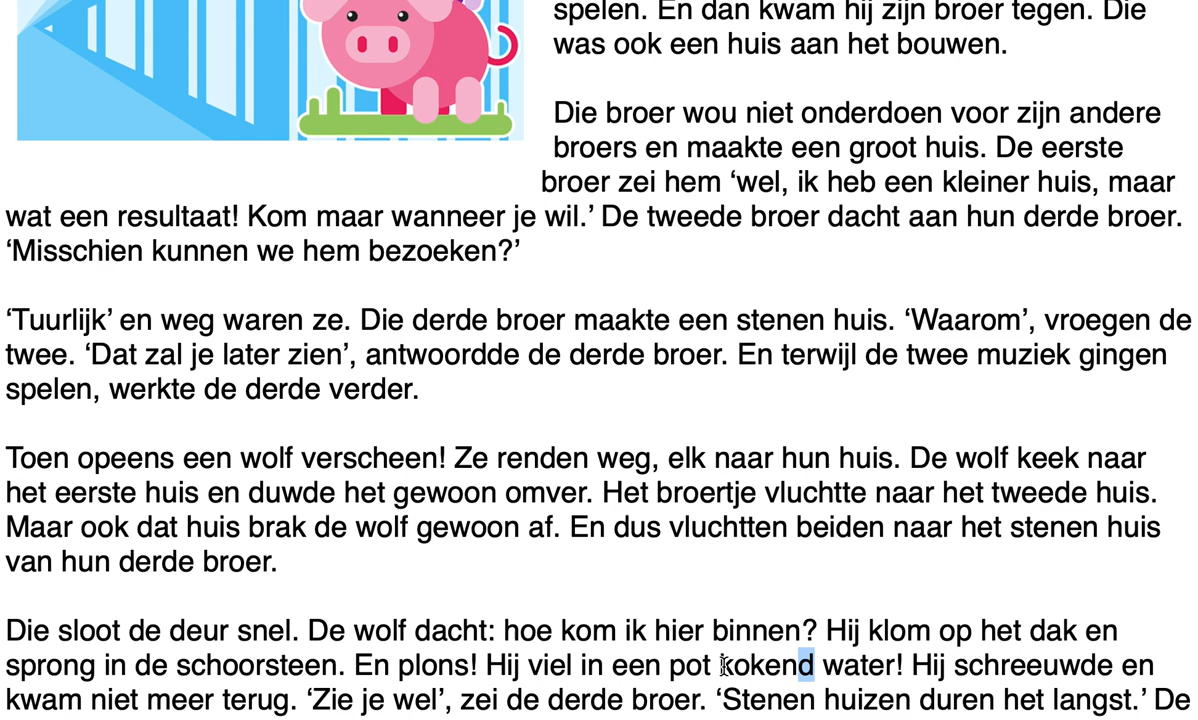 spelen. En dan kwam hij zijn broer tegen. Die
was ook een huis aan het bouwen.
Die broer wou niet onderdoen voor zijn andere
broers en maakte een groot huis. De eerste
broer zei hem ‘wel, ik heb een kleiner huis, maar
wat een resultaat! Kom maar wanneer je wil.’ De tweede broer dacht aan hun derde broer.
‘Misschien kunnen we hem bezoeken?’
‘Tuurlijk’ en weg waren ze. Die derde broer maakte een stenen huis. ‘Waarom’, vroegen de
twee. ‘Dat zal je later zien’, antwoordde de derde broer. En terwijl de twee muziek gingen
spelen, werkte de derde verder.
Toen opeens een wolf verscheen! Ze renden weg, elk naar hun huis. De wolf keek naar
het eerste huis en duwde het gewoon omver. Het broertje vluchtte naar het tweede huis.
Maar ook dat huis brak de wolf gewoon af. En dus vluchtten beiden naar het stenen huis
van hun derde broer.
Die sloot de deur snel. De wolf dacht: hoe kom ik hier binnen? Hij klom op het dak en
sprong in de schoorsteen. En plons! Hij viel in een pot kokend water! Hij schreeuwde en
kwam niet meer terug. ‘Zie je wel’, zei de derde broer. ‘Stenen huizen duren het langst.’ De